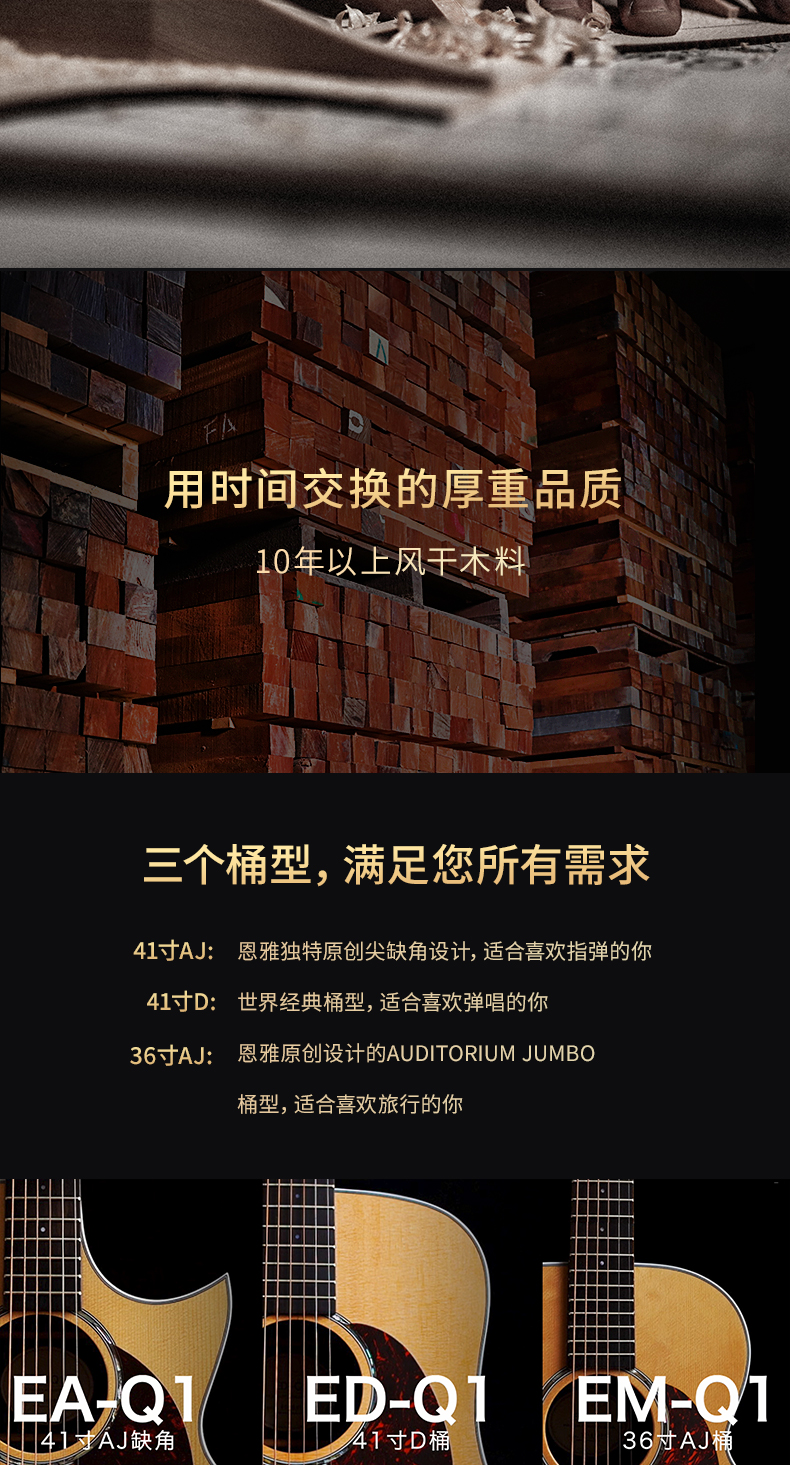 FA
用时间交换的厚重品质
10年以上风干木料
三个桶型，满足您所有需求
41寸AJ: 恩雅独特原创尖缺角设计，适合喜欢指弹的你
41寸D: 世界经典桶型，适合喜欢弹唱的你
36寸AJ: 恩雅原创设计的AUDITORIUM JUMBO
桶型，适合喜欢旅行的你
EA-Q1
41寸AJ缺角
ED-Q1
41寸D桶
EM-Q1
36寸AJ桶